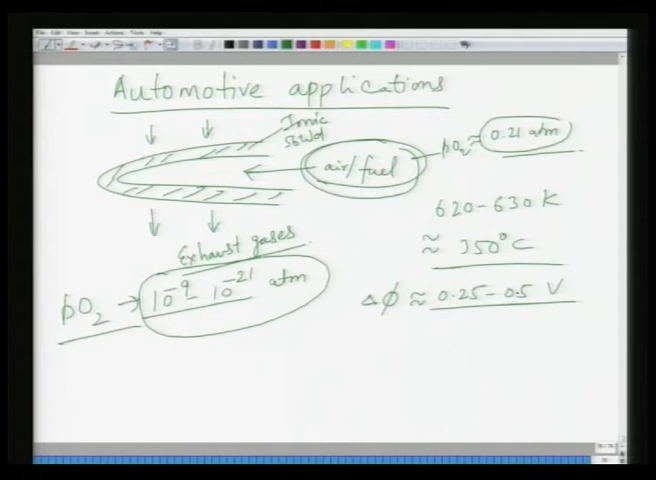 Automotive applications
Ionic
Solid
air/fuel
pO₂ ≈ 0.21 atm
620-630 K
≈ 350°C
Exhaust gases
pO₂ → 10⁻⁹ 10⁻²¹ atm
Δϕ ≈ 0.25-0.5 V